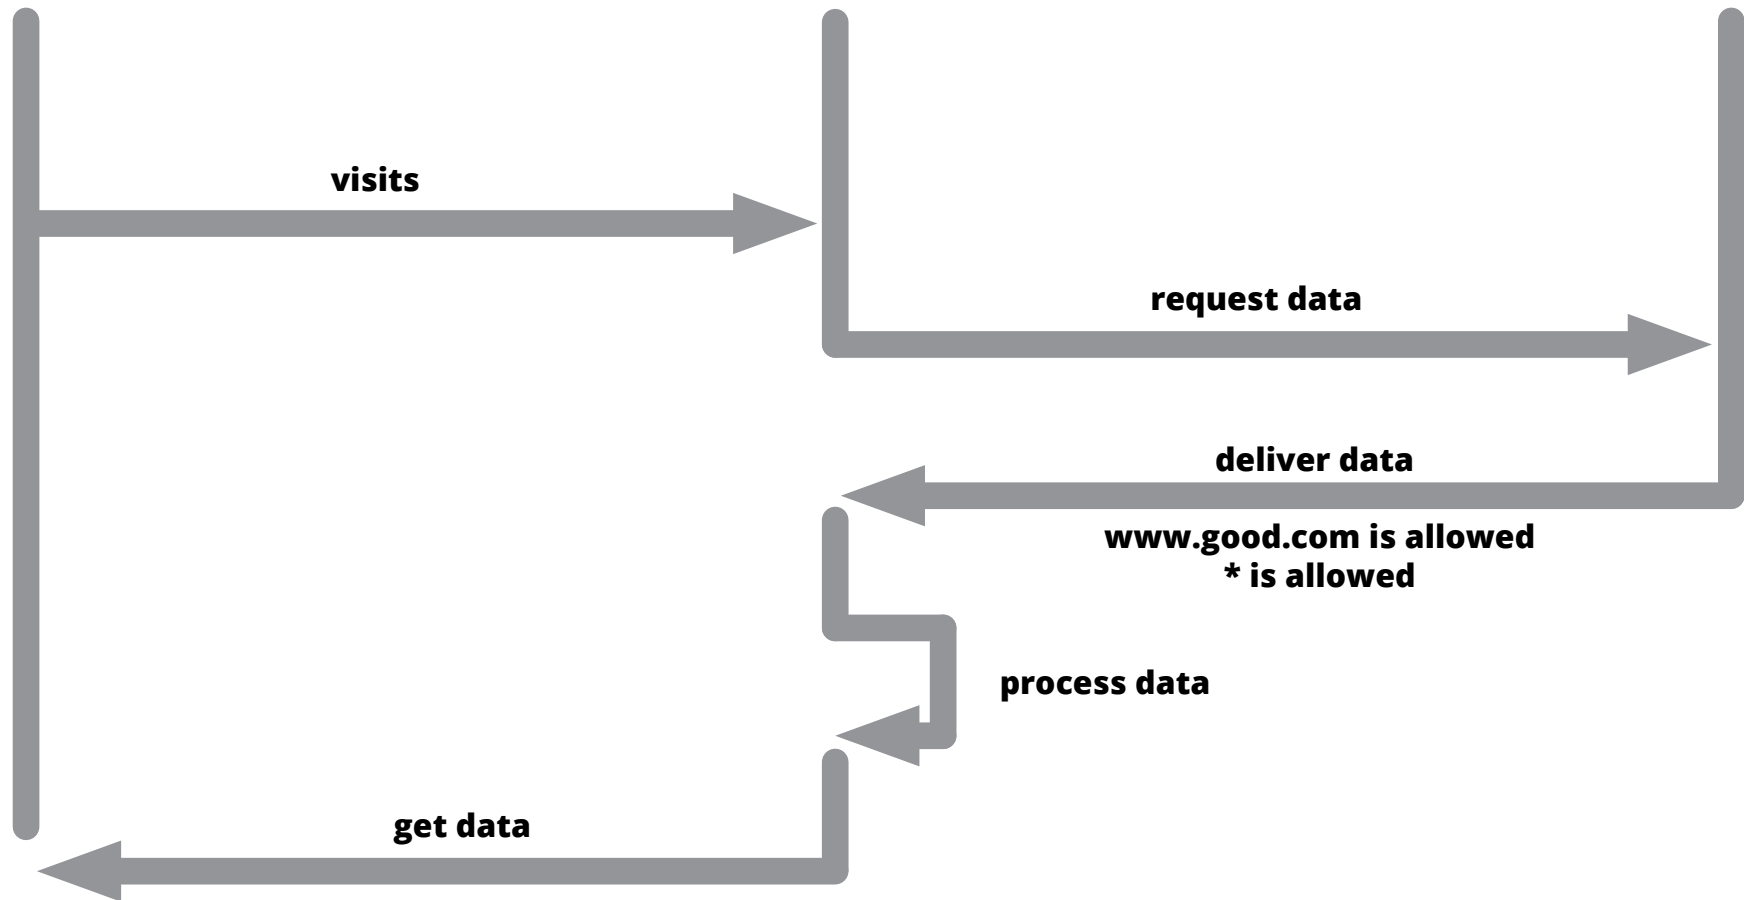 visits
request data
deliver data
www.good.com is allowed
* is allowed
process data
get data